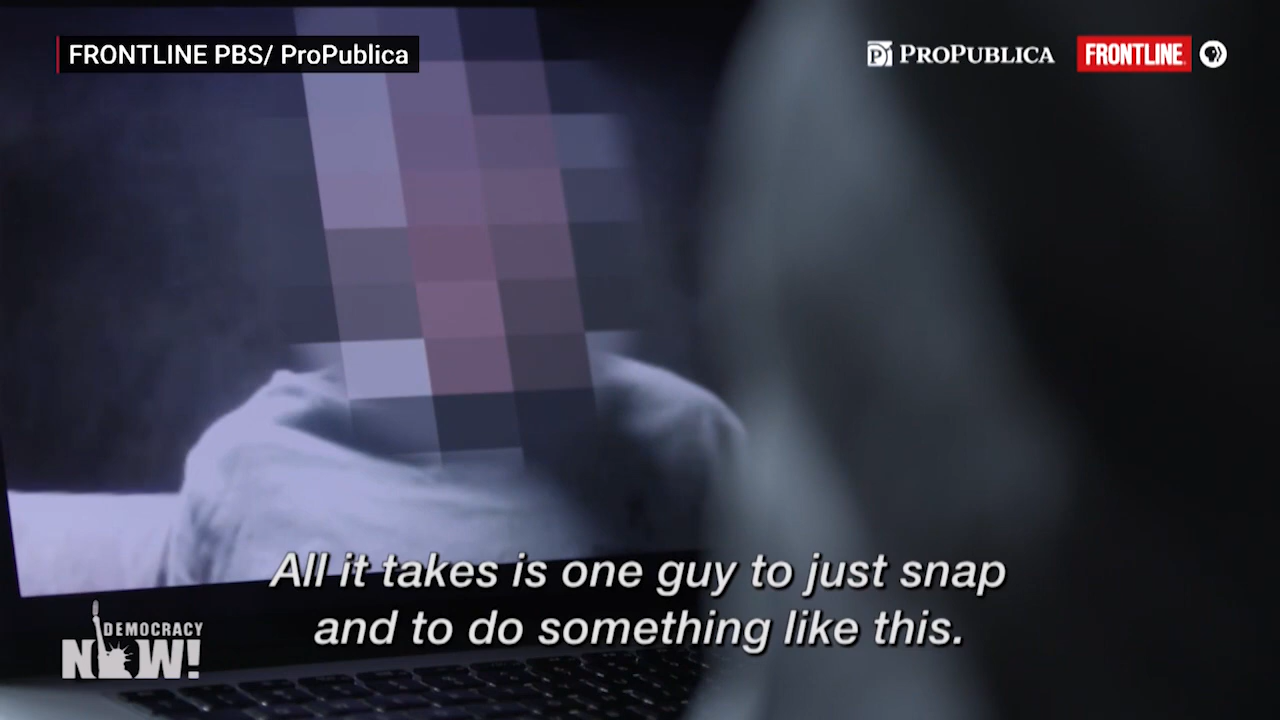 FRONTLINE PBS/ ProPublica
PROPUBLICA
FRONTLINE
All it takes is one guy to just snap
and to do something like this.
DEMOCRACY
NOW!